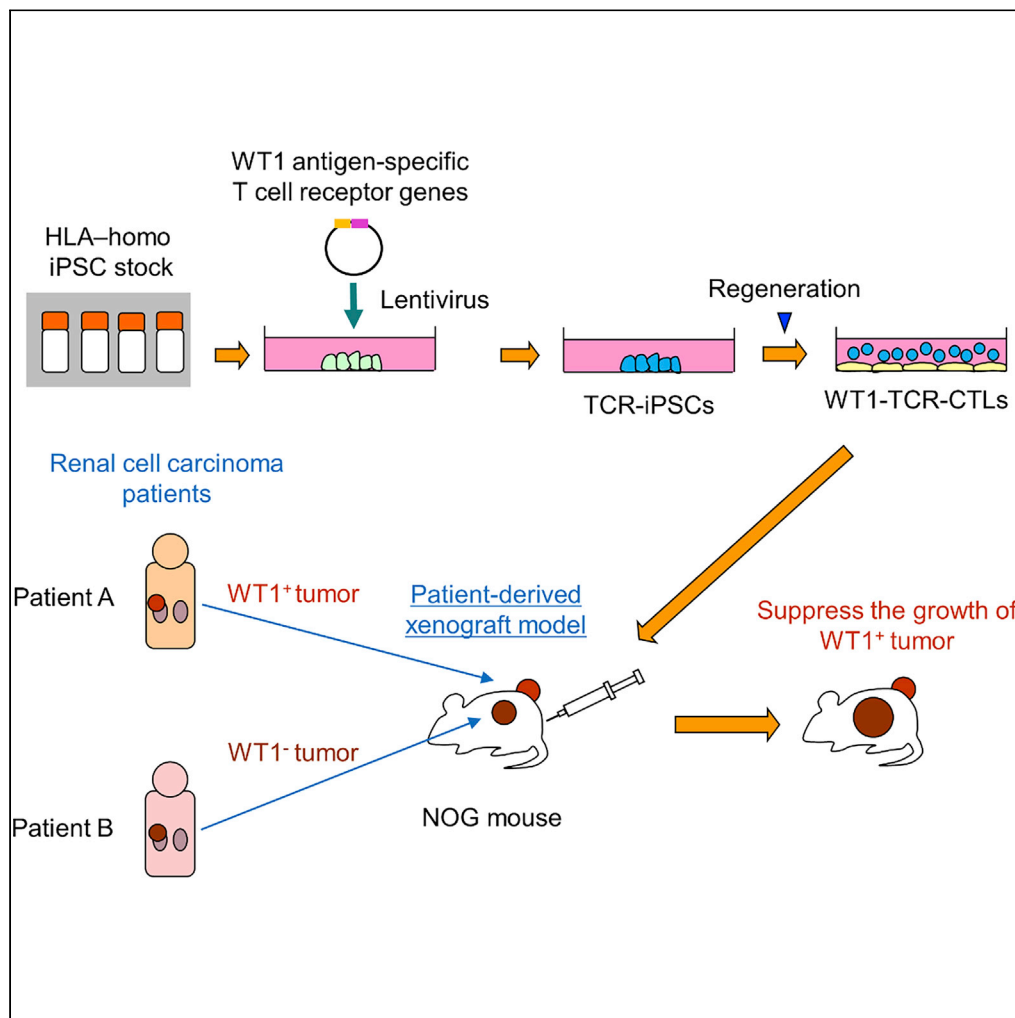 WT1 antigen-specific
T cell receptor genes
HLA–homo
iPSC stock
Lentivirus
Regeneration
TCR-iPSCs
WT1-TCR-CTLs
Renal cell carcinoma
patients
Patient A
WT1⁺ tumor
Patient-derived
xenograft model
Suppress the growth of
WT1⁺ tumor
WT1⁻ tumor
Patient B
NOG mouse